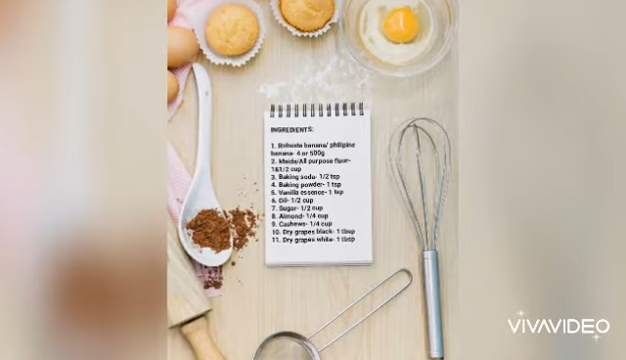 INGREDIENTS:
1. Robusta banana/ philipine
banana- 4 or 500g
2. Maida/All purpose fluor-
1&1/2 cup
3. Baking soda- 1/2 tsp
4. Baking powder- 1 tsp
5. Vanilla essence- 1 tsp
6. Oil- 1/2 cup
7. Sugar- 1/2 cup
8. Almond- 1/4 cup
9. Cashews- 1/4 cup
10. Dry grapes black- 1 tbsp
11. Dry grapes white- 1 tbsp
VIVAVIDEO